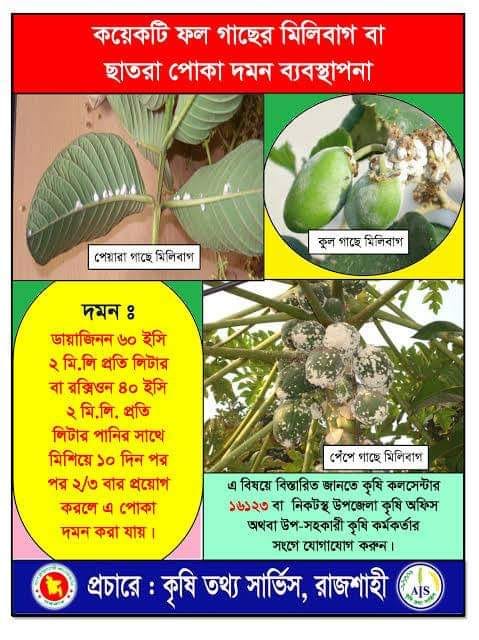 কয়েকটি ফল গাছের মিলিবাগ বা
ছাতরা পোকা দমন ব্যবস্থাপনা
পেয়ারা গাছে মিলিবাগ
কুল গাছে মিলিবাগ
দমন ঃ
ডায়াজিনন ৬০ ইসি
২ মি.লি প্রতি লিটার
বা রক্সিওন ৪০ ইসি
২ মি.লি. প্রতি
লিটার পানির সাথে
মিশিয়ে ১০ দিন পর
পর ২/৩ বার প্রয়োগ
করলে এ পোকা
দমন করা যায়।
পেঁপে গাছে মিলিবাগ
এ বিষয়ে বিস্তারিত জানতে কৃষি কলসেন্টার
১৬১২৩ বা নিকটস্থ উপজেলা কৃষি অফিস
অথবা উপ-সহকারী কৃষি কর্মকর্তার
সংগে যোগাযোগ করুন।
প্রচারে : কৃষি তথ্য সার্ভিস, রাজশাহী
AIS